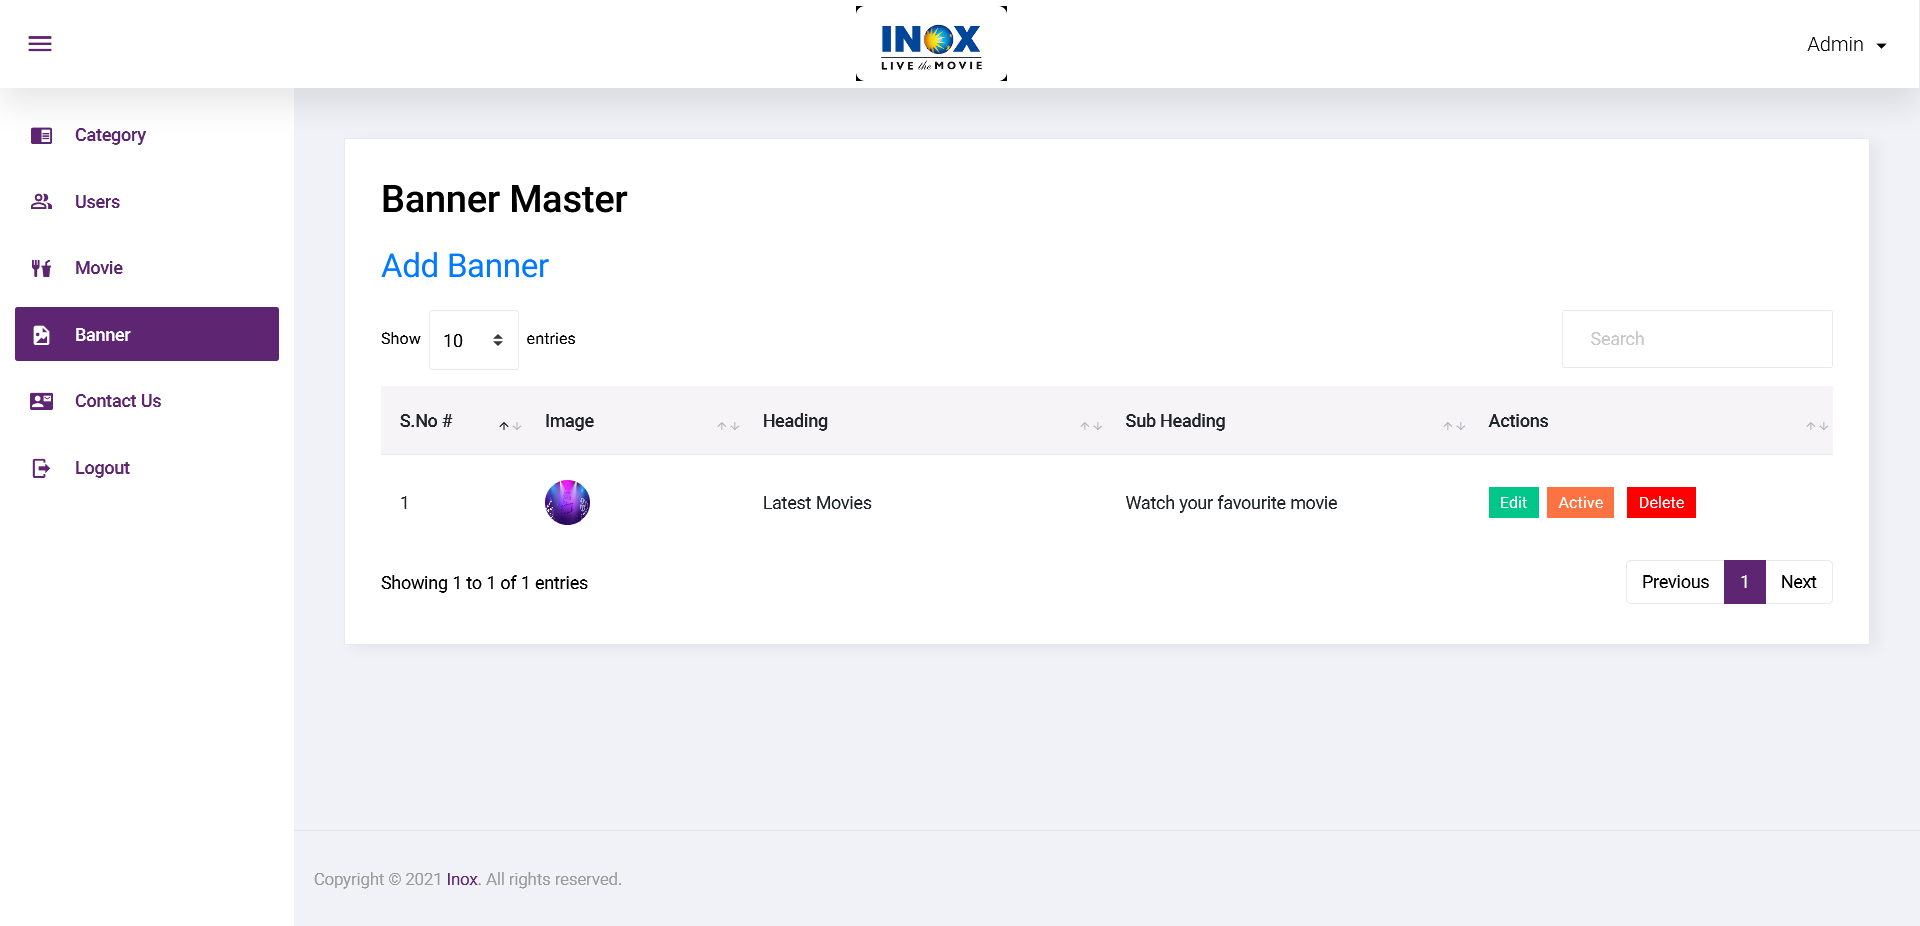 INOX
LIVE the MOVIE
Admin
Category
Users
Movie
Banner
Contact Us
Logout
Banner Master
Add Banner
Show 10 entries
Search
S.No # Image Heading Sub Heading Actions
1 Latest Movies Watch your favourite movie Edit Active Delete
Showing 1 to 1 of 1 entries
Previous 1 Next
Copyright © 2021 Inox. All rights reserved.